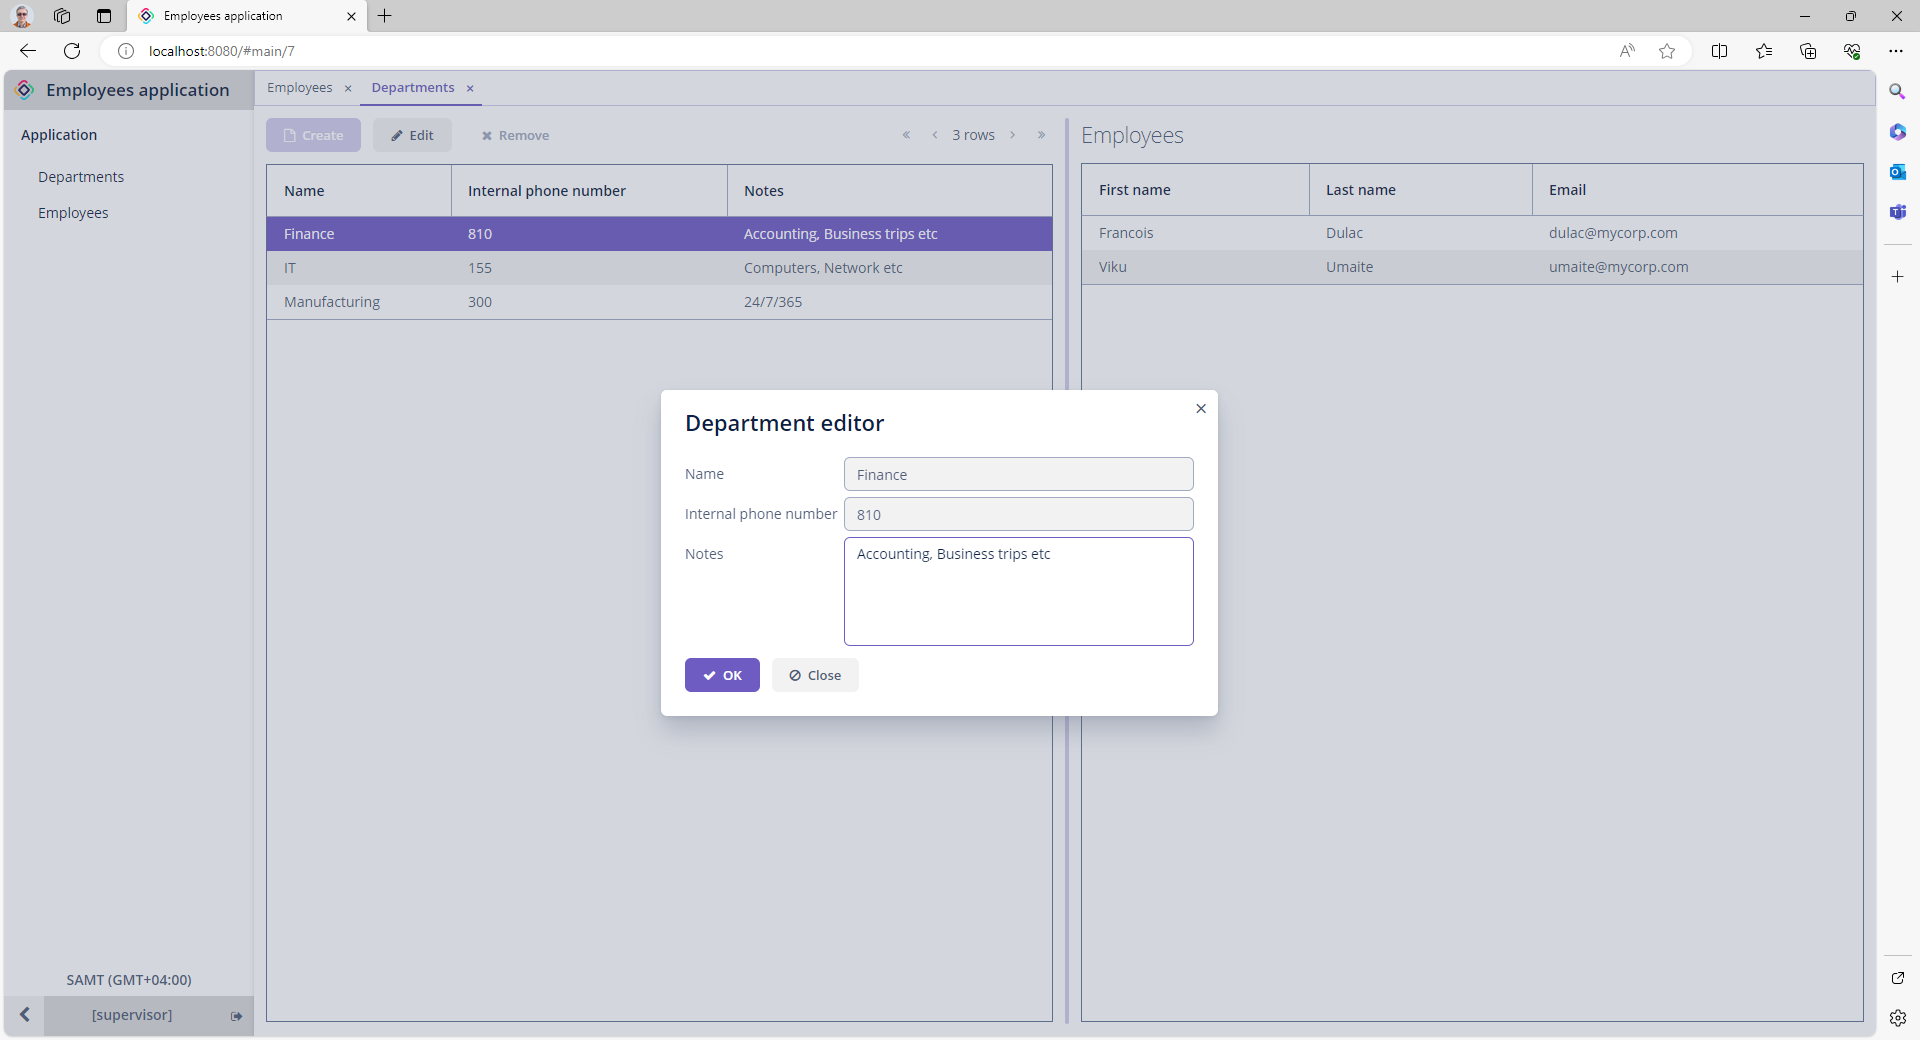 Employees application
localhost:8080/#main/7
Employees application
Employees
Departments
Application
Departments
Employees
Create
Edit
Remove
3 rows
Employees
Name Internal phone number Notes
Finance 810 Accounting, Business trips etc
IT 155 Computers, Network etc
Manufacturing 300 24/7/365
First name Last name Email
Francois Dulac dulac@mycorp.com
Viku Umaite umaite@mycorp.com
Department editor
Name Finance
Internal phone number 810
Notes Accounting, Business trips etc
OK Close
SAMT (GMT+04:00)
[supervisor]